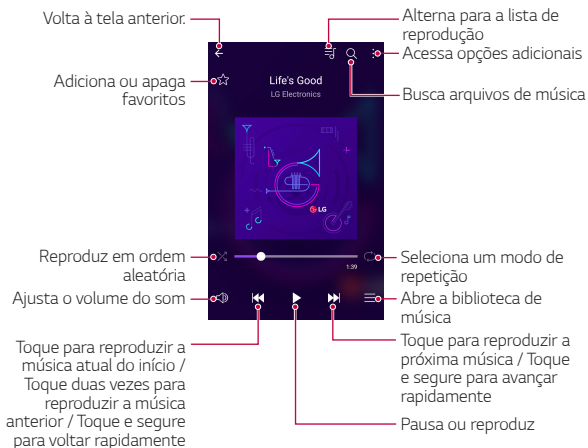 Volta à tela anterior.
Alterna para a lista de
reprodução
Acessa opções adicionais
Adiciona ou apaga
favoritos
Busca arquivos de música
Life's Good
LG Electronics
LG
Reproduz em ordem
aleatória
Seleciona um modo de
repetição
1:39
Ajusta o volume do som
Abre a biblioteca de
música
Toque para reproduzir a
música atual do início /
Toque duas vezes para
reproduzir a música
anterior / Toque e segure
para voltar rapidamente
Toque para reproduzir a
próxima música / Toque
e segure para avançar
rapidamente
Pausa ou reproduz